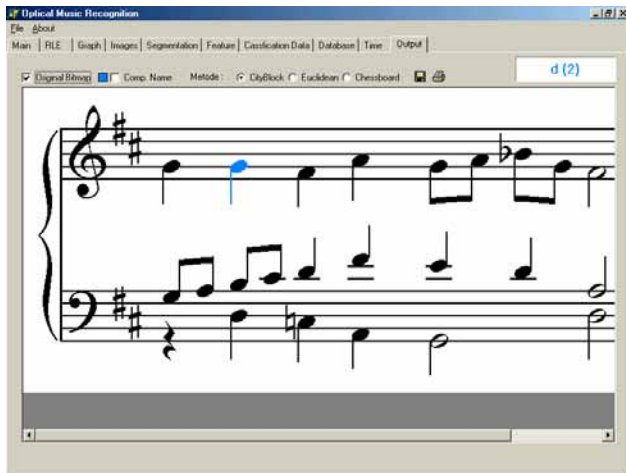 Optical Music Recognition
File About
Main RLE Graph Images Segmentation Feature Cassfication Data Database Time Output
Original Bitmap Comp. Name Metode : CityBlock Euclidean Chessboard
d (2)